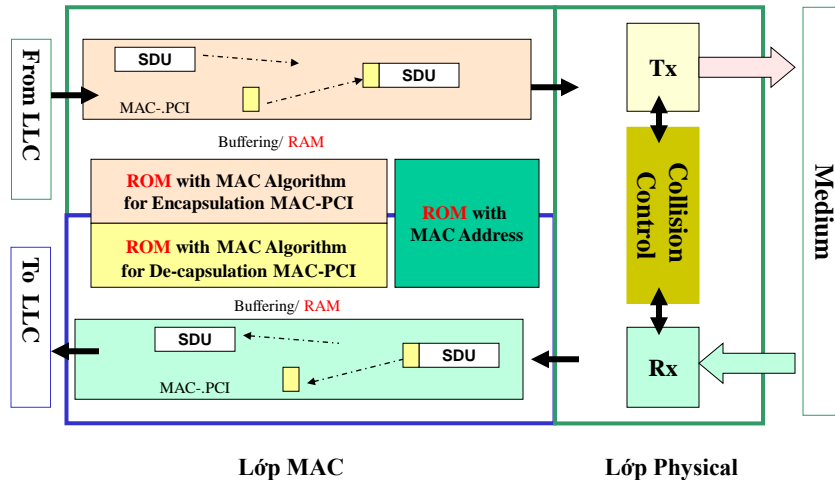 From LLC
SDU
SDU
MAC-.PCI
Buffering/ RAM
Tx
ROM with MAC Algorithm
for Encapsulation MAC-PCI
ROM with MAC Algorithm
for De-capsulation MAC-PCI
ROM with
MAC Address
Collision
Control
Medium
To LLC
Buffering/ RAM
SDU
SDU
MAC-.PCI
Rx
Lớp MAC
Lớp Physical